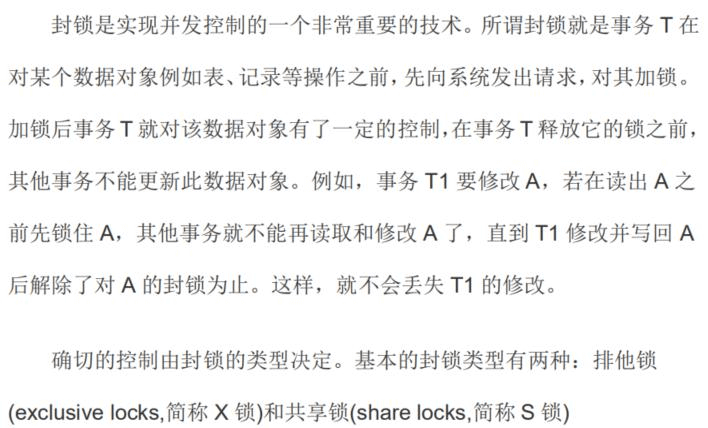 封锁是实现并发控制的一个非常重要的技术。所谓封锁就是事务 T 在
对某个数据对象例如表、记录等操作之前，先向系统发出请求，对其加锁。
加锁后事务 T 就对该数据对象有了一定的控制，在事务 T 释放它的锁之前，
其他事务不能更新此数据对象。例如，事务 T1 要修改 A，若在读出 A 之
前先锁住 A，其他事务就不能再读取和修改 A 了，直到 T1 修改并写回 A
后解除了对 A 的封锁为止。这样，就不会丢失 T1 的修改。
确切的控制由封锁的类型决定。基本的封锁类型有两种：排他锁
(exclusive locks,简称 X 锁)和共享锁(share locks,简称 S 锁)